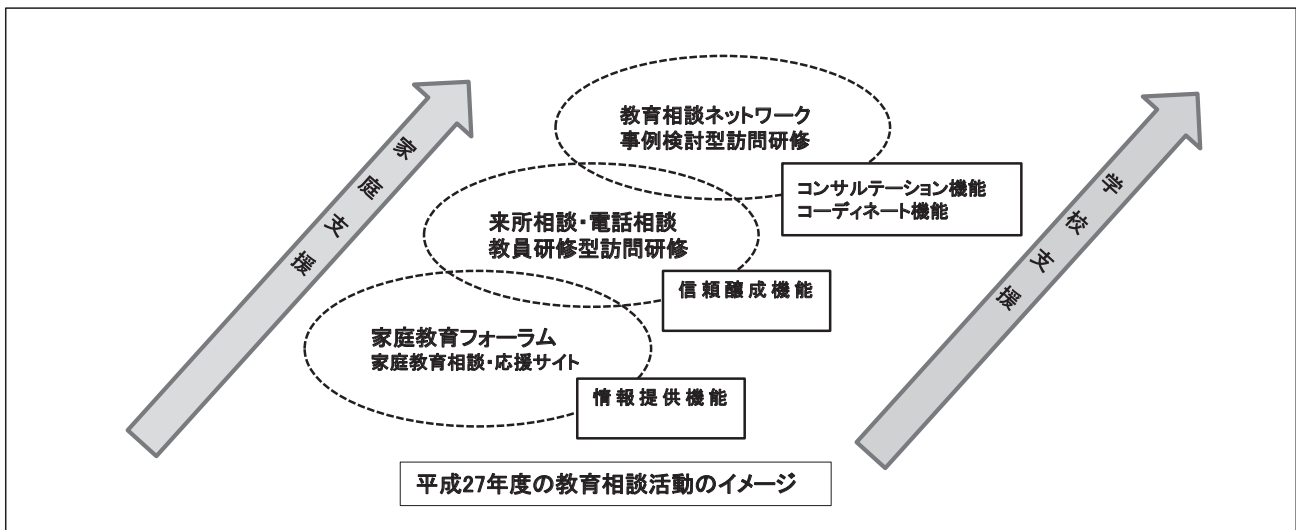 教育相談ネットワーク
事例検討型訪問研修
コンサルテーション機能
コーディネート機能
家庭支援
学校支援
来所相談・電話相談
教員研修型訪問研修
信頼醸成機能
家庭教育フォーラム
家庭教育相談・応援サイト
情報提供機能
平成27年度の教育相談活動のイメージ